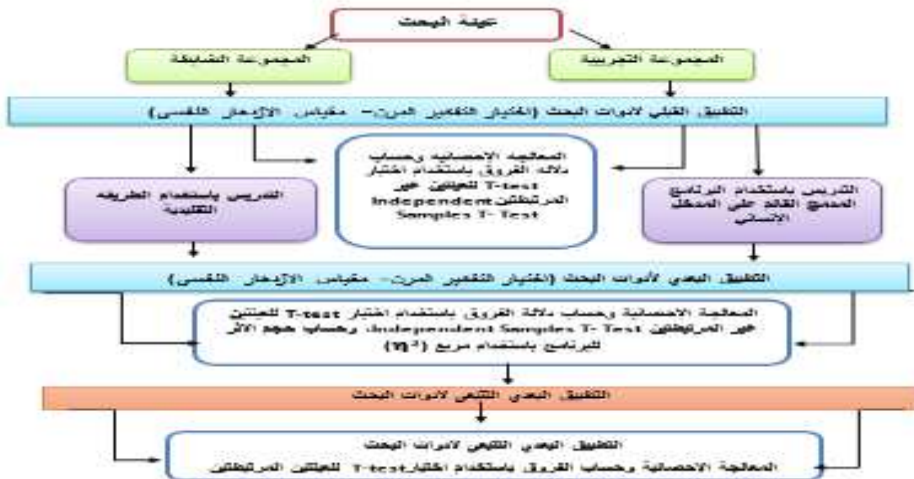 عينة البحث
المجموعة التجريبية
المجموعة الضابطة
التطبيق القبلي لأدوات البحث (اختبار التفكير المرن– مقياس الازدهار النفسي)
المعالجة الاحصائية وحساب
دلالة الفروق باستخدام اختبار
T-test للعينتين غير
المرتبطتين Independent
Samples T- Test
التدريس باستخدام البرنامج
المدمج القائم على المدخل
الإنساني
التدريس باستخدام الطريقة
التقليدية
التطبيق البعدي لأدوات البحث (اختبار التفكير المرن– مقياس الازدهار النفسي)
المعالجة الاحصائية وحساب دلالة الفروق باستخدام اختبار T-test للعينتين
غير المرتبطتين Independent Samples T- Test، وحساب حجم الأثر
للبرنامج باستخدام مربع (η²)
التطبيق البعدي التتبعى لأدوات البحث
التطبيق البعدي التتبعى لأدوات البحث
المعالجة الاحصائية وحساب الفروق باستخدام اختبار T-test للعينتين المرتبطتين